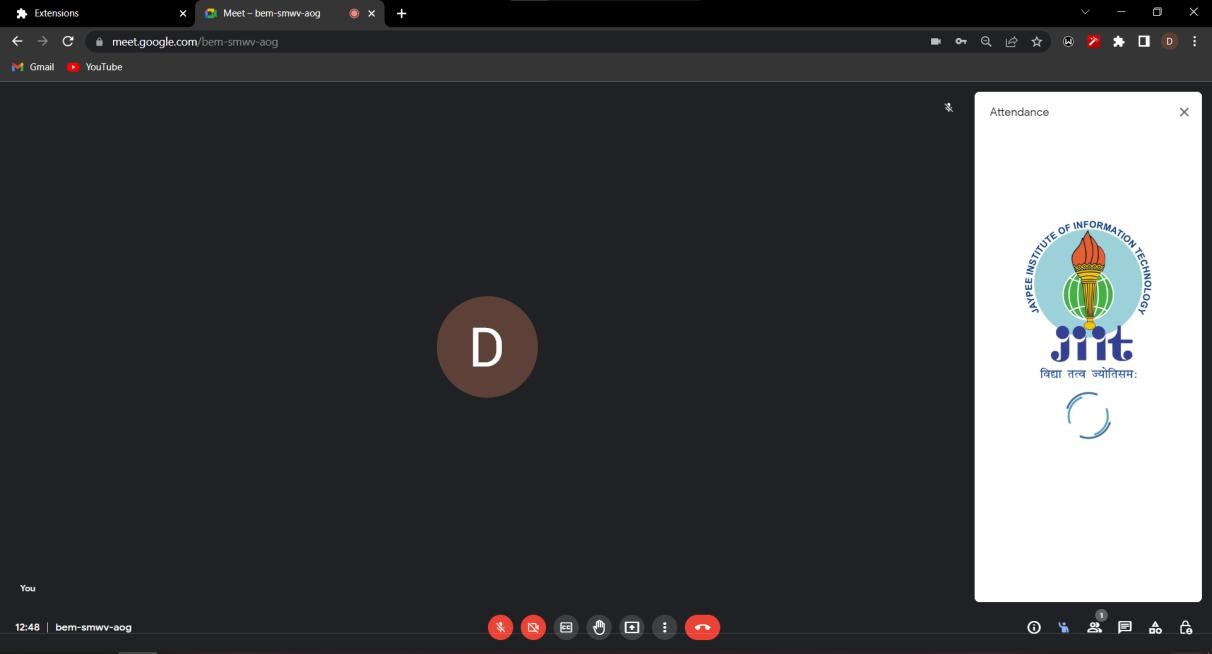 Extensions
Meet – bem-smwv-aog
meet.google.com/bem-smwv-aog
D
Gmail
YouTube
Attendance
JAYPEE INSTITUTE OF INFORMATION TECHNOLOGY
jiit
विद्या तत्व ज्योतिसम:
D
You
12:48 | bem-smwv-aog
CC
1